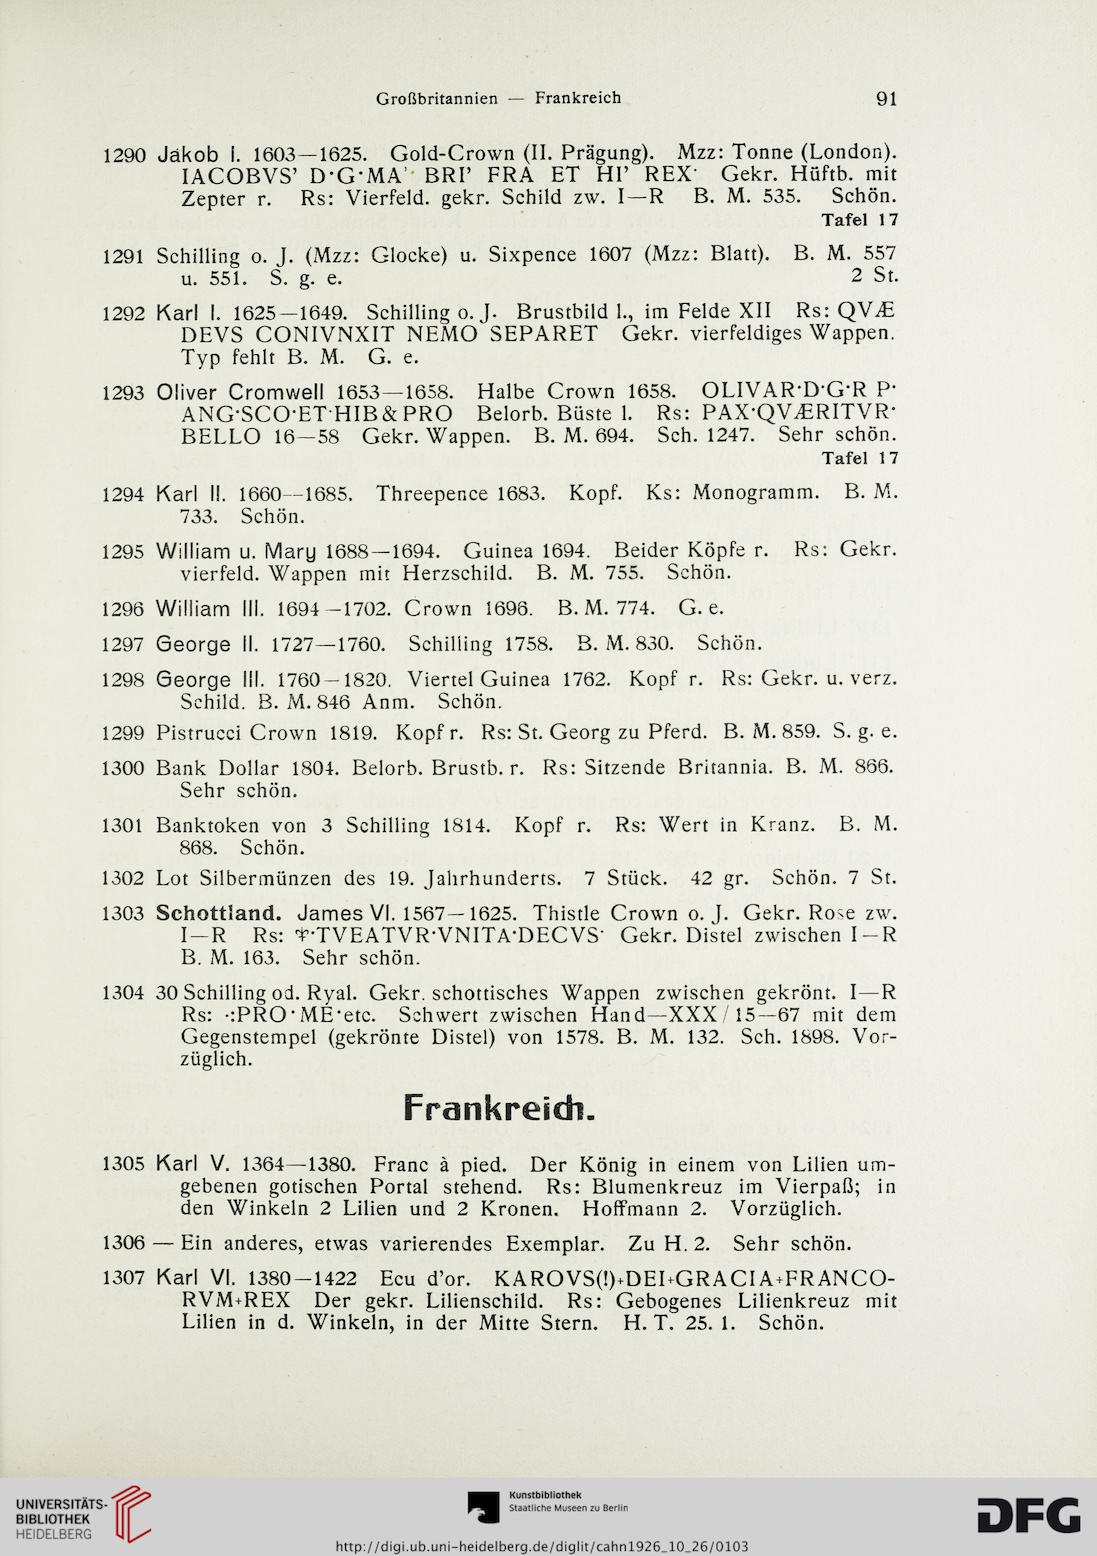 Großbritannien — Frankreich 91
1290 Jakob I. 1603—1625. Gold-Crown (II. Prägung). Mzz: Tonne (London).
IACOBVS’ D·G·MA’· BRI’ FRA ET HI’ REX· Gekr. Hüftb. mit
Zepter r. Rs: Vierfeld. gekr. Schild zw. I—R B. M. 535. Schön.
Tafel 17
1291 Schilling o. J. (Mzz: Glocke) u. Sixpence 1607 (Mzz: Blatt). B. M. 557
u. 551. S. g. e. 2 St.
1292 Karl I. 1625—1649. Schilling o. J. Brustbild l., im Felde XII Rs: QVÆ
DEVS CONIVNXIT NEMO SEPARET Gekr. vierfeldiges Wappen.
Typ fehlt B. M. G. e.
1293 Oliver Cromwell 1653—1658. Halbe Crown 1658. OLIVAR·D·G·R P·
ANG·SCO·ET·HIB&PRO Belorb. Büste l. Rs: PAX·QVÆRITVR·
BELLO 16—58 Gekr. Wappen. B. M. 694. Sch. 1247. Sehr schön.
Tafel 17
1294 Karl II. 1660—1685. Threepence 1683. Kopf. Ks: Monogramm. B. M.
733. Schön.
1295 William u. Mary 1688—1694. Guinea 1694. Beider Köpfe r. Rs: Gekr.
vierfeld. Wappen mit Herzschild. B. M. 755. Schön.
1296 William III. 1694—1702. Crown 1696. B. M. 774. G. e.
1297 George II. 1727—1760. Schilling 1758. B. M. 830. Schön.
1298 George III. 1760—1820. Viertel Guinea 1762. Kopf r. Rs: Gekr. u. verz.
Schild. B. M. 846 Anm. Schön.
1299 Pistrucci Crown 1819. Kopf r. Rs: St. Georg zu Pferd. B. M. 859. S. g. e.
1300 Bank Dollar 1804. Belorb. Brustb. r. Rs: Sitzende Britannia. B. M. 866.
Sehr schön.
1301 Banktoken von 3 Schilling 1814. Kopf r. Rs: Wert in Kranz. B. M.
868. Schön.
1302 Lot Silbermünzen des 19. Jahrhunderts. 7 Stück. 42 gr. Schön. 7 St.
1303 Schottland. James VI. 1567—1625. Thistle Crown o. J. Gekr. Rose zw.
I—R Rs: ·TVEATVR·VNITA·DECVS· Gekr. Distel zwischen I—R
B. M. 163. Sehr schön.
1304 30 Schilling od. Ryal. Gekr. schottisches Wappen zwischen gekrönt. I—R
Rs: ·:PRO·ME·etc. Schwert zwischen Hand—XXX / 15—67 mit dem
Gegenstempel (gekrönte Distel) von 1578. B. M. 132. Sch. 1898. Vor-
züglich.
Frankreich.
1305 Karl V. 1364—1380. Franc à pied. Der König in einem von Lilien um-
gebenen gotischen Portal stehend. Rs: Blumenkreuz im Vierpaß; in
den Winkeln 2 Lilien und 2 Kronen. Hoffmann 2. Vorzüglich.
1306 — Ein anderes, etwas varierendes Exemplar. Zu H. 2. Sehr schön.
1307 Karl VI. 1380—1422 Ecu d’or. KAROVS(!)+DEI+GRACIA+FRANCO-
RVM+REX Der gekr. Lilienschild. Rs: Gebogenes Lilienkreuz mit
Lilien in d. Winkeln, in der Mitte Stern. H. T. 25. 1. Schön.
UNIVERSITÄTS-
BIBLIOTHEK
HEIDELBERG
Kunstbibliothek
Staatliche Museen zu Berlin
DFG
http://digi.ub.uni-heidelberg.de/diglit/cahn1926_10_26/0103